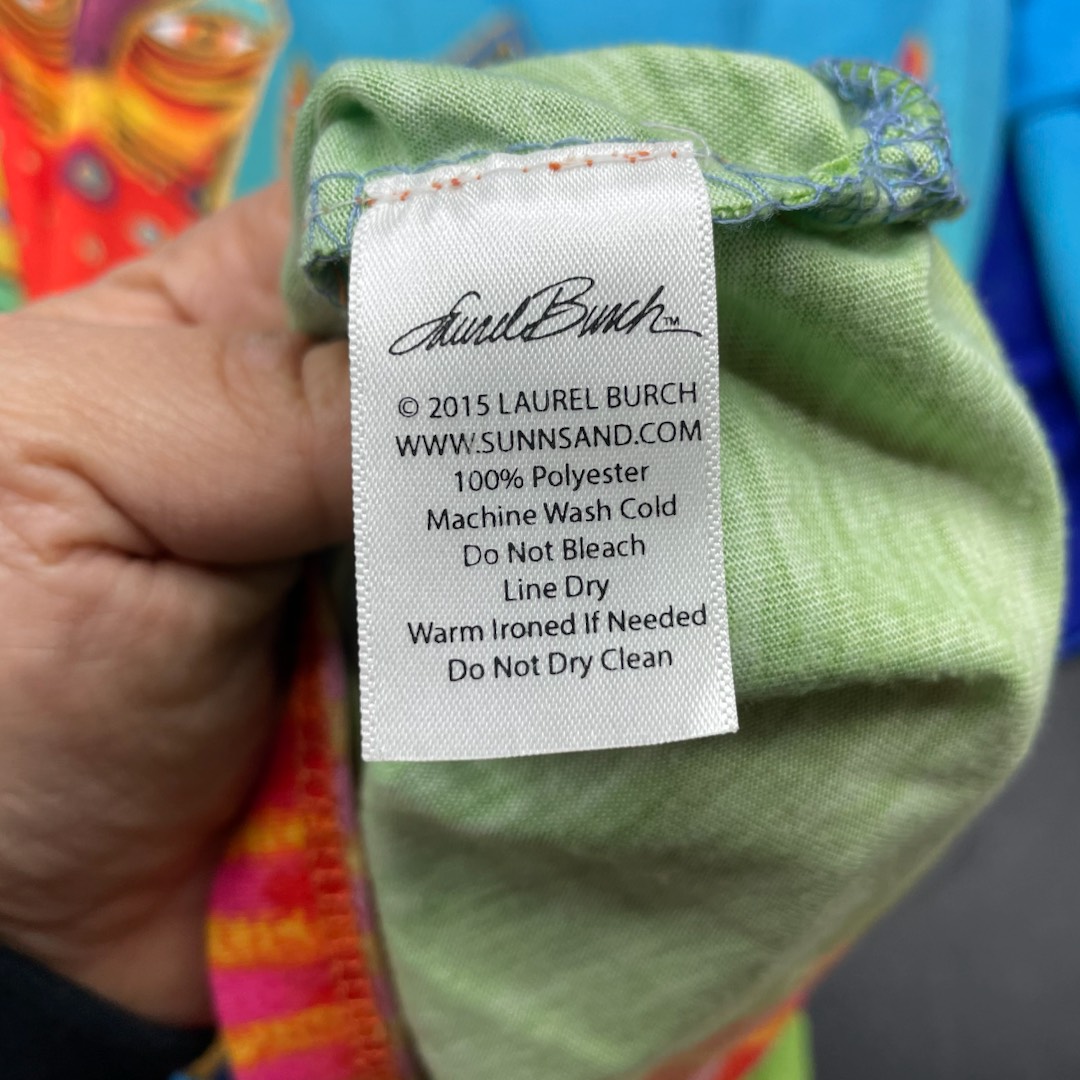 Laurel Burch™
© 2015 LAUREL BURCH
WWW.SUNNSAND.COM
100% Polyester
Machine Wash Cold
Do Not Bleach
Line Dry
Warm Ironed If Needed
Do Not Dry Clean